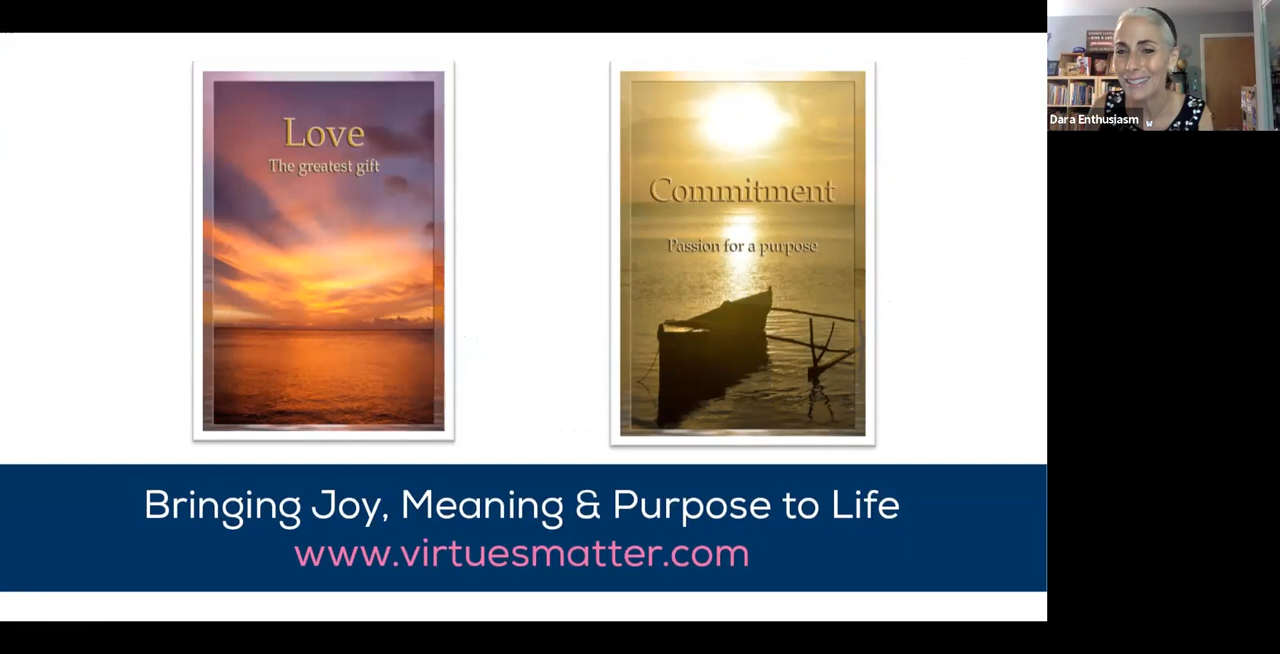 Love
The greatest gift
Commitment
Passion for a purpose
Bringing Joy, Meaning & Purpose to Life
www.virtuesmatter.com
Dara Enthusiasm